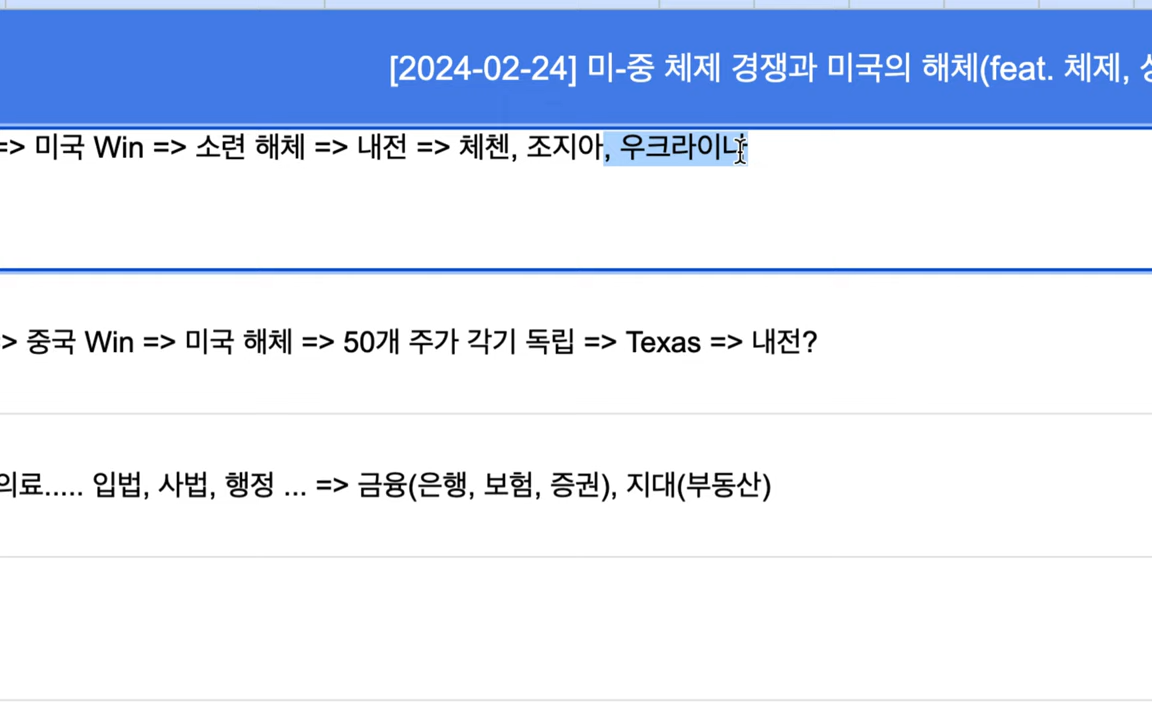 [2024-02-24] 미-중 체제 경쟁과 미국의 해체(feat. 체제,
=> 미국 Win => 소련 해체 => 내전 => 체첸, 조지아, 우크라이나
=> 중국 Win => 미국 해체 => 50개 주가 각기 독립 => Texas => 내전?
의료..... 입법, 사법, 행정 ... => 금융(은행, 보험, 증권), 지대(부동산)